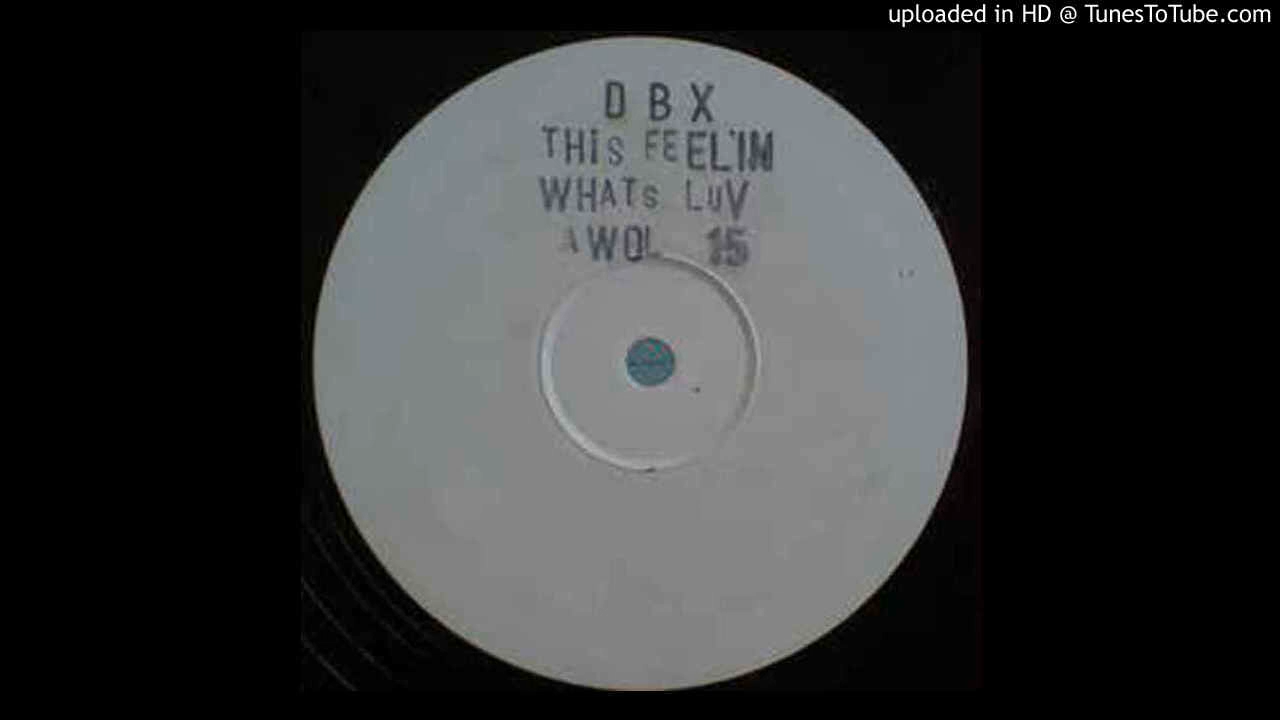 uploaded in HD @ TunesToTube.com
D B X
THiS FEEL'IN
WHATS LuV
AWOL 15